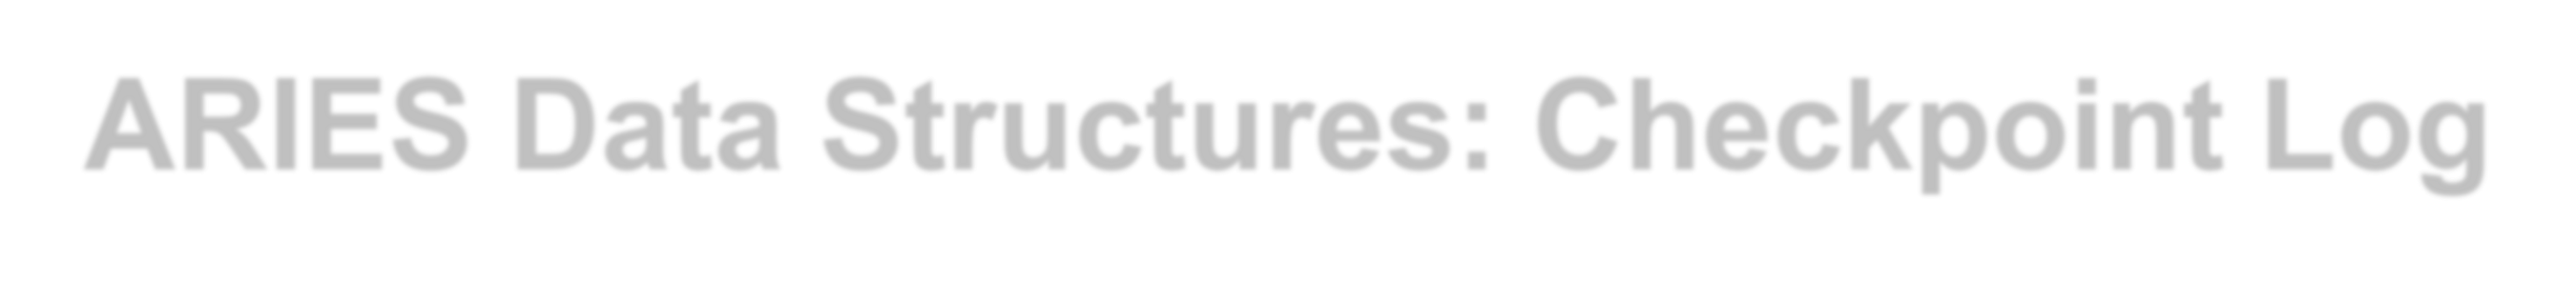 ARIES Data Structures: Checkpoint Log